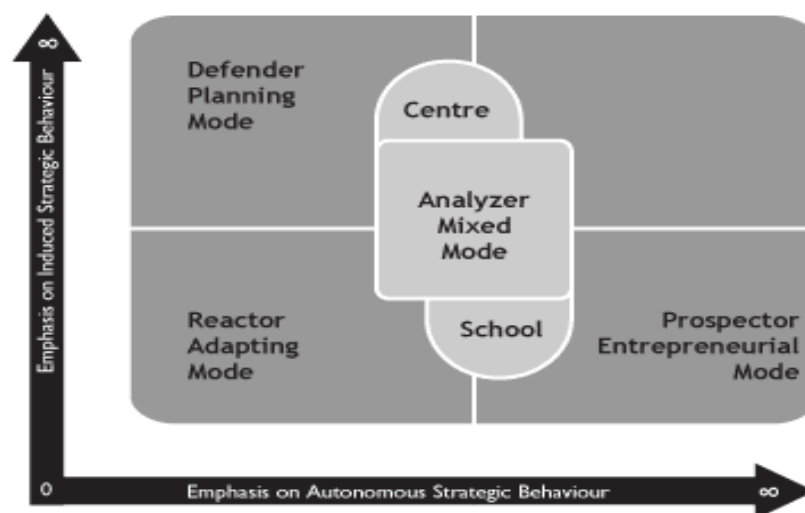 ∞
Emphasis on Induced Strategic Behaviour
Defender
Planning
Mode
Centre
Analyzer
Mixed
Mode
Reactor
Adapting
Mode
School
Prospector
Entrepreneurial
Mode
0
Emphasis on Autonomous Strategic Behaviour
∞